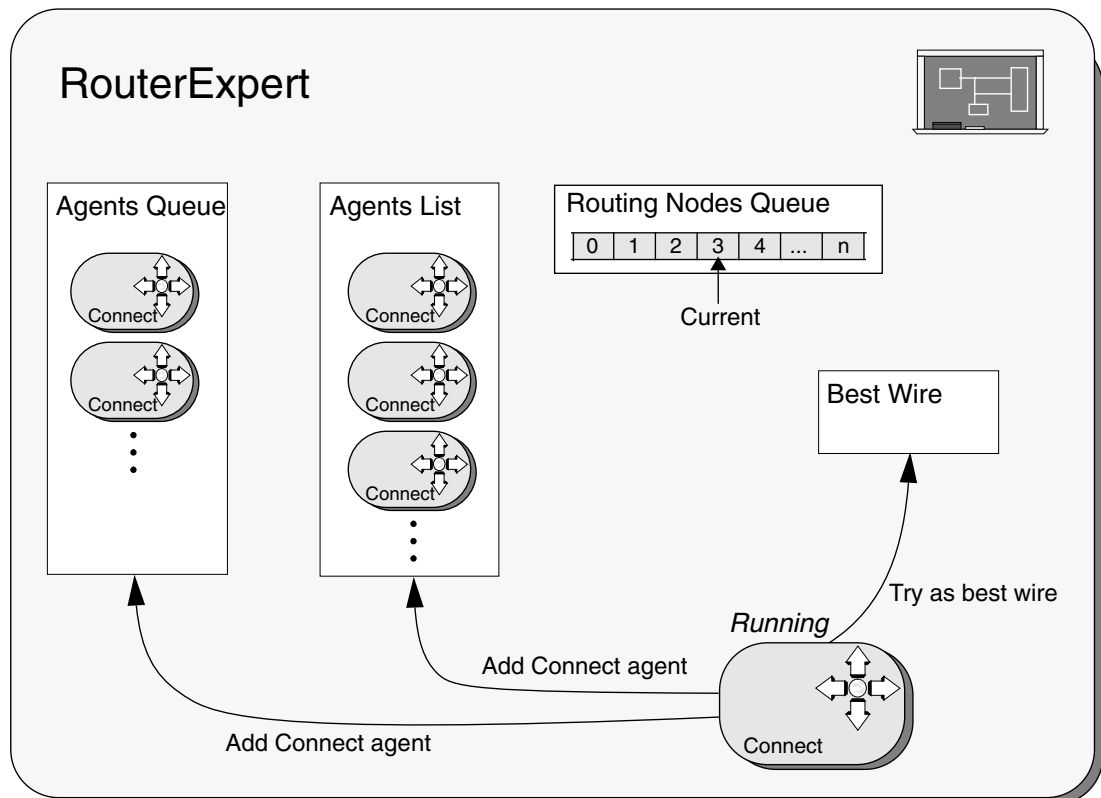 RouterExpert
Agents Queue
Connect
Connect
Agents List
Connect
Connect
Connect
Routing Nodes Queue
0 1 2 3 4 ... n
Current
Best Wire
Try as best wire
Running
Add Connect agent
Add Connect agent
Connect